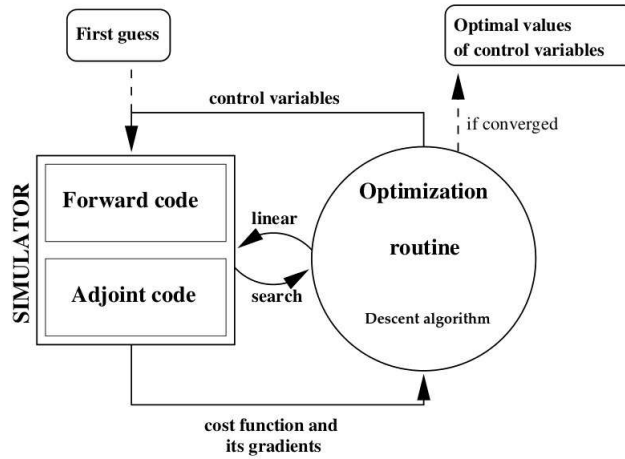 First guess
Optimal values
of control variables
control variables
if converged
SIMULATOR
Forward code
Adjoint code
linear
search
Optimization
routine
Descent algorithm
cost function and
its gradients